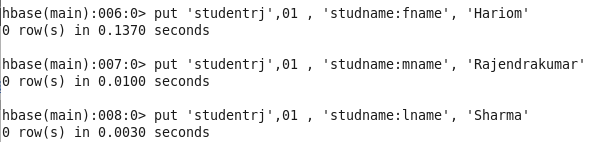 hbase(main):006:0> put 'studentrj',01 , 'studname:fname', 'Hariom'
0 row(s) in 0.1370 seconds
hbase(main):007:0> put 'studentrj',01 , 'studname:mname', 'Rajendrakumar'
0 row(s) in 0.0100 seconds
hbase(main):008:0> put 'studentrj',01 , 'studname:lname', 'Sharma'
0 row(s) in 0.0030 seconds